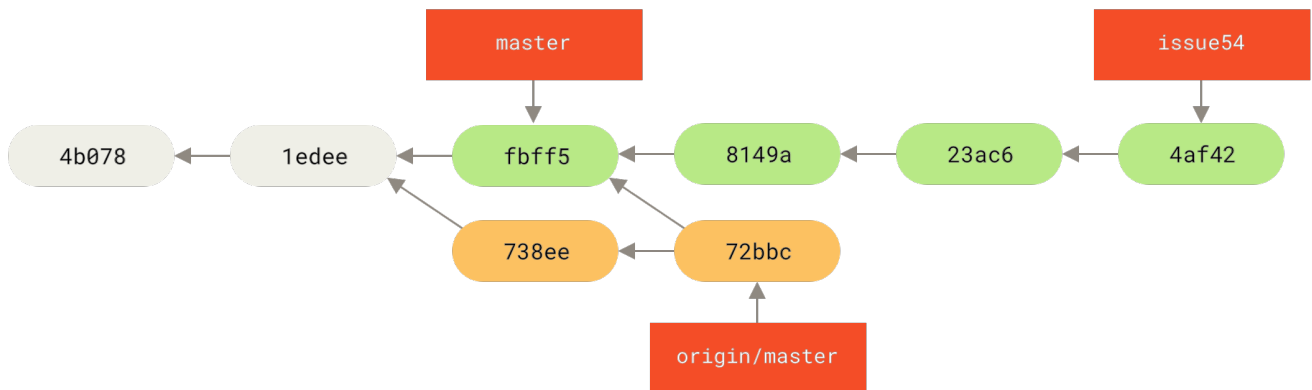 master
issue54
4b078
1edee
fbff5
8149a
23ac6
4af42
738ee
72bbc
origin/master